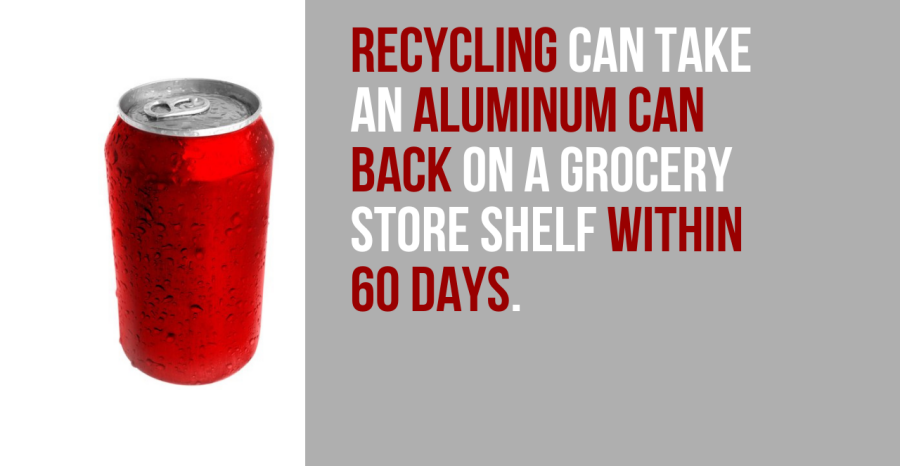 RECYCLING CAN TAKE
AN ALUMINUM CAN
BACK ON A GROCERY
STORE SHELF WITHIN
60 DAYS.